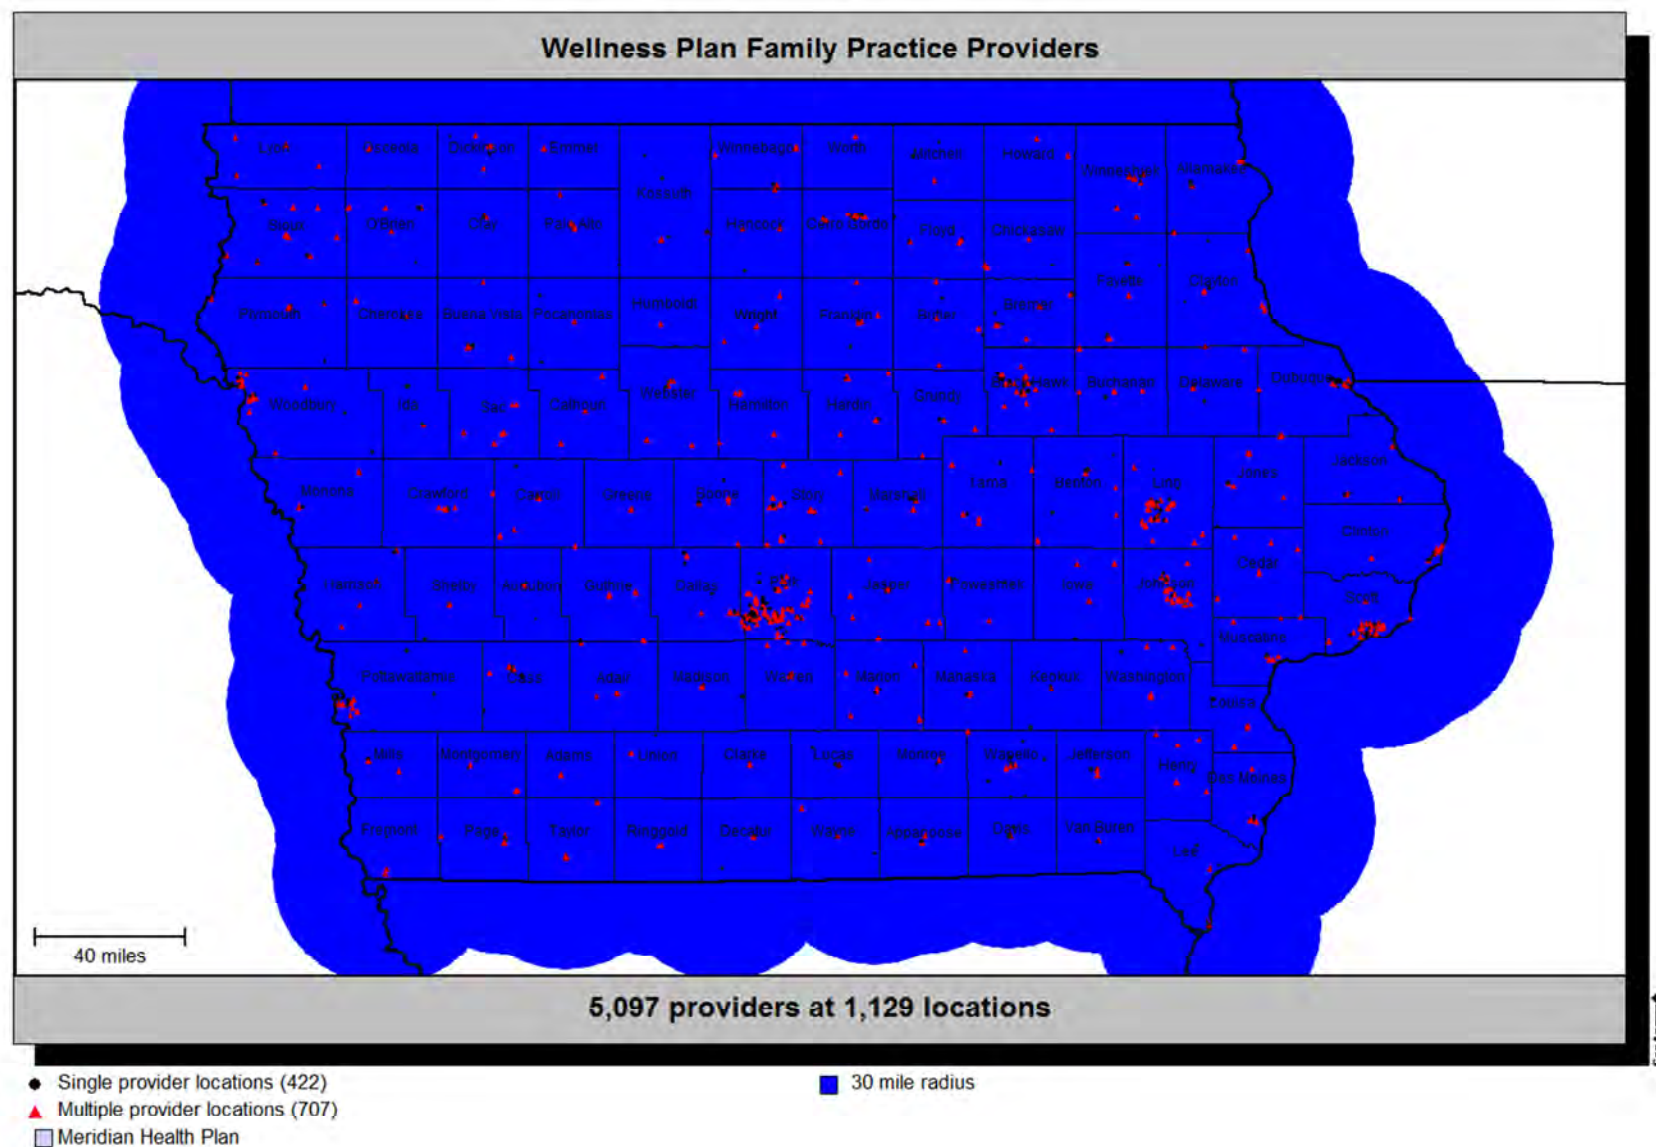 Wellness Plan Family Practice Providers
Lyon Osceola Dickinson Emmet Winnebago Worth Mitchell Howard Winneshiek Allamakee
Kossuth
Sioux O'Brien Clay Palo Alto Hancock Cerro Gordo Floyd Chickasaw
Fayette Clayton
Plymouth Cherokee Buena Vista Pocahontas Humboldt Wright Franklin Butler Bremer
Woodbury Ida Sac Calhoun Webster Hamilton Hardin Grundy Black Hawk Buchanan Delaware Dubuque
Monona Crawford Carroll Greene Boone Story Marshall Tama Benton Linn Jones Jackson
Clinton
Harrison Shelby Audubon Guthrie Dallas Polk Jasper Poweshiek Iowa Johnson Cedar
Scott
Muscatine
Pottawattamie Cass Adair Madison Warren Marion Mahaska Keokuk Washington
Louisa
Mills Montgomery Adams Union Clarke Lucas Monroe Wapello Jefferson Henry Des Moines
Fremont Page Taylor Ringgold Decatur Wayne Appanoose Davis Van Buren
Lee
40 miles
5,097 providers at 1,129 locations
Single provider locations (422)
30 mile radius
Multiple provider locations (707)
Meridian Health Plan